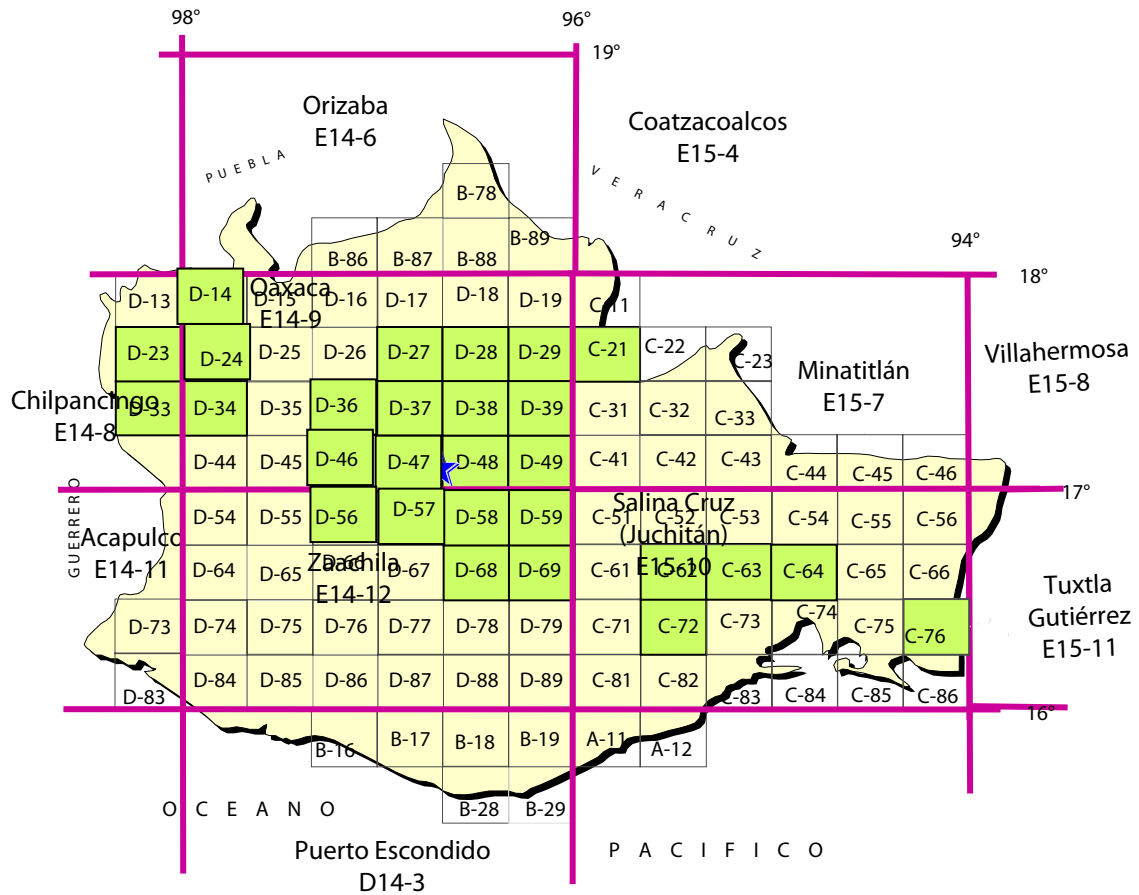 98°
96°
19°
Orizaba
E14-6
Coatzacoalcos
E15-4
PUEBLA
VERACRUZ
B-78
B-89
94°
B-86 B-87 B-88
18°
D-13 D-14 D-15 D-16 D-17 D-18 D-19 C-11
Oaxaca
E14-9
D-23 D-24 D-25 D-26 D-27 D-28 D-29 C-21 C-22 C-23
Minatitlán
E15-7
Villahermosa
E15-8
Chilpancingo
E14-8
D-33 D-34 D-35 D-36 D-37 D-38 D-39 C-31 C-32 C-33
D-44 D-45 D-46 D-47 D-48 D-49 C-41 C-42 C-43 C-44 C-45 C-46
17°
GUERRERO
D-54 D-55 D-56 D-57 D-58 D-59 C-51 C-52 C-53 C-54 C-55 C-56
Salina Cruz
(Juchitán)
E15-10
Acapulco
E14-11
D-64 D-65 D-66 D-67 D-68 D-69 C-61 C-62 C-63 C-64 C-65 C-66
Zaachila
E14-12
Tuxtla
Gutiérrez
E15-11
D-73 D-74 D-75 D-76 D-77 D-78 D-79 C-71 C-72 C-73 C-74 C-75 C-76
D-83 D-84 D-85 D-86 D-87 D-88 D-89 C-81 C-82 C-83 C-84 C-85 C-86
16°
B-16 B-17 B-18 B-19 A-11 A-12
B-28 B-29
OCEANO
PACIFICO
Puerto Escondido
D14-3